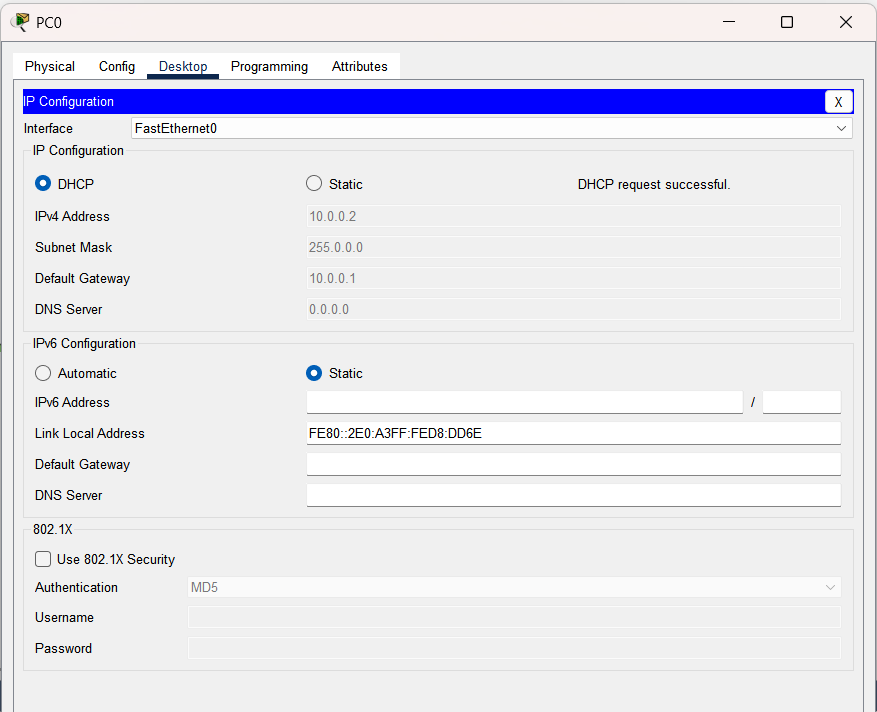 PC0
Physical Config Desktop Programming Attributes
IP Configuration X
Interface FastEthernet0
IP Configuration
DHCP Static DHCP request successful.
IPv4 Address 10.0.0.2
Subnet Mask 255.0.0.0
Default Gateway 10.0.0.1
DNS Server 0.0.0.0
IPv6 Configuration
Automatic Static
IPv6 Address /
Link Local Address FE80::2E0:A3FF:FED8:DD6E
Default Gateway
DNS Server
802.1X
Use 802.1X Security
Authentication MD5
Username
Password